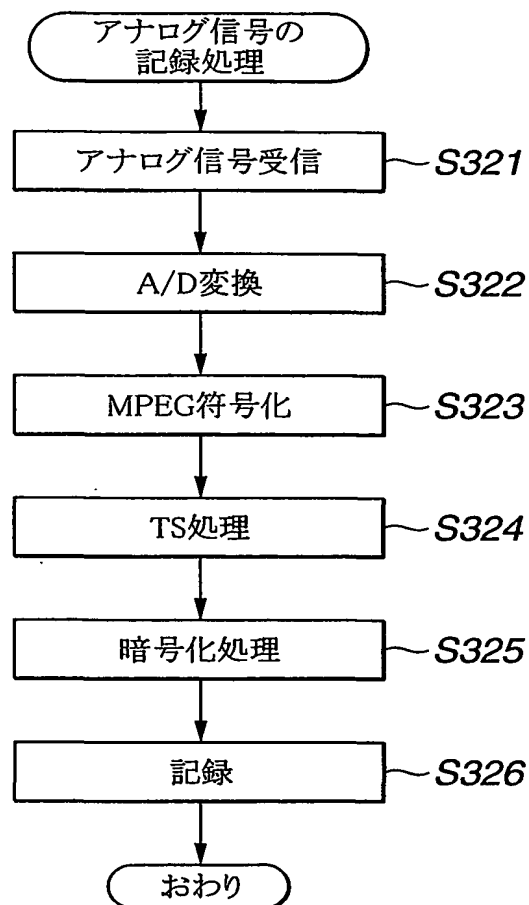 アナログ信号の
記録処理
アナログ信号受信 S321
A/D変換 S322
MPEG符号化 S323
TS処理 S324
暗号化処理 S325
記録 S326
おわり